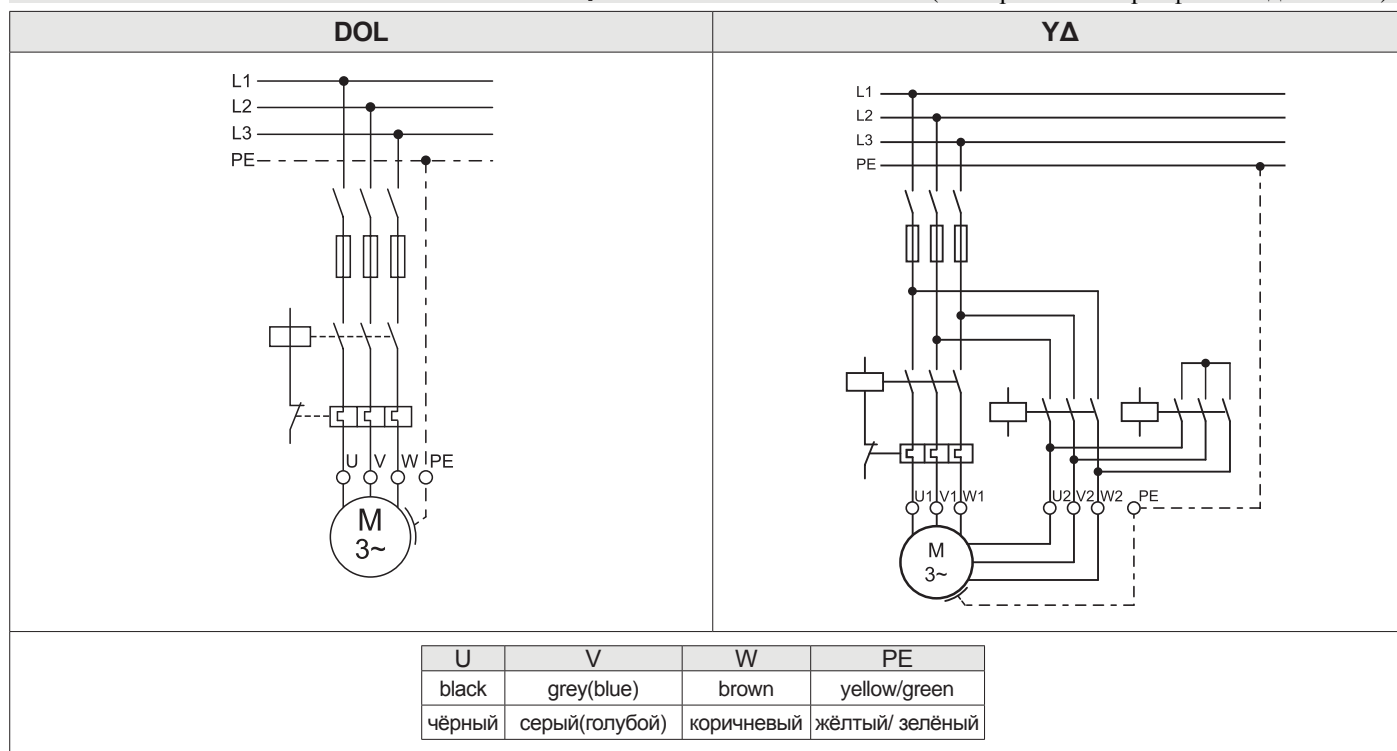 DOL
YΔ
L1
L2
L3
PE
U V W PE
M
3~
L1
L2
L3
PE
U1 V1 W1 U2 V2 W2 PE
M
3~
U V W PE
black grey(blue) brown yellow/green
чёрный серый(голубой) коричневый жёлтый/ зелёный